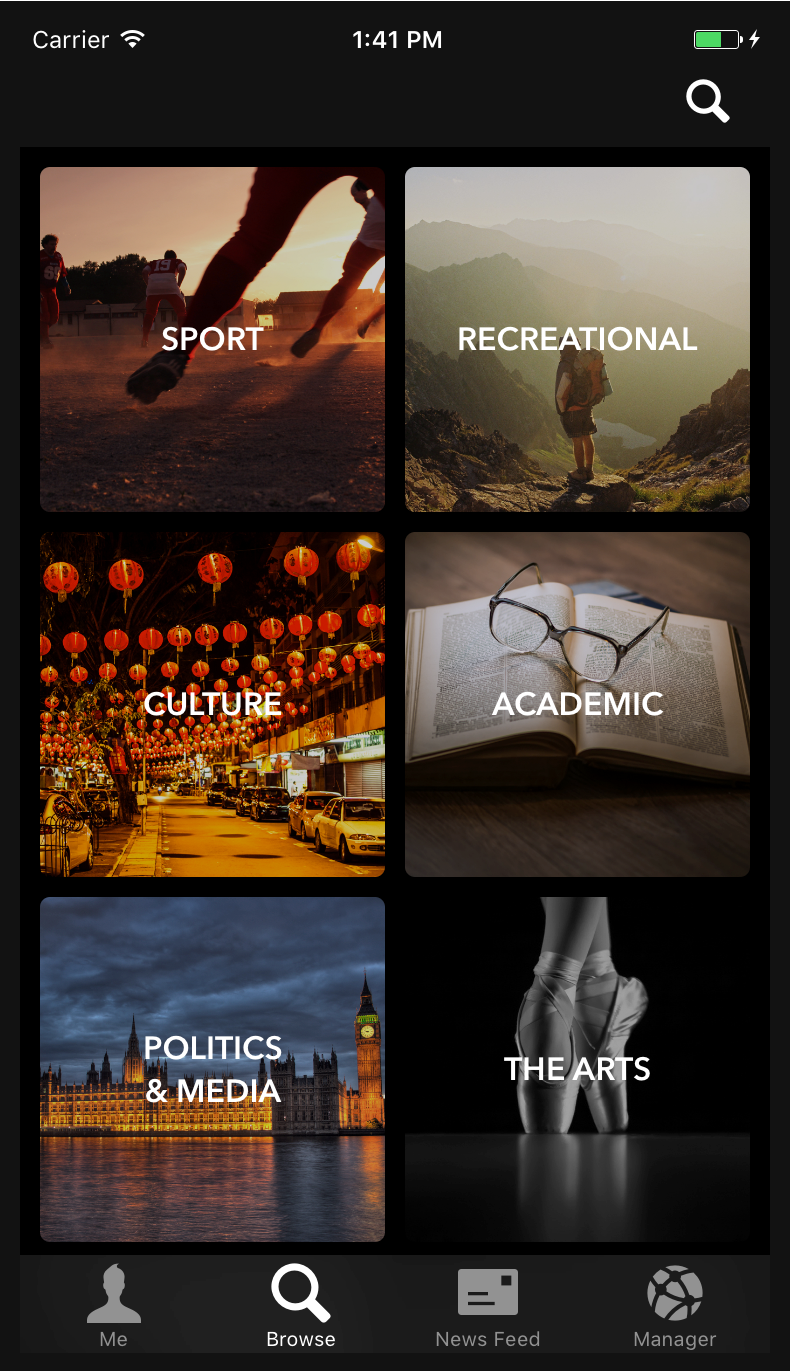 Carrier 1:41 PM
SPORT
RECREATIONAL
CULTURE
ACADEMIC
POLITICS
& MEDIA
THE ARTS
Me
Browse
News Feed
Manager